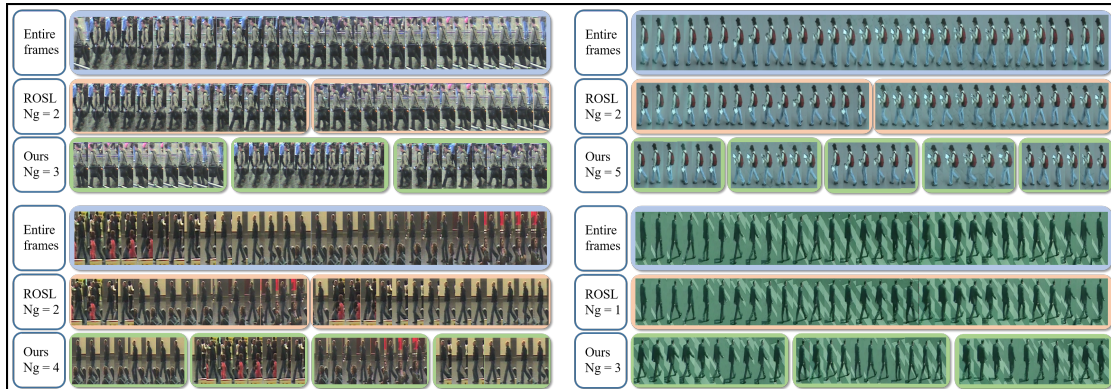 Entire
frames
ROSL
Ng = 2
Ours
Ng = 3
Entire
frames
ROSL
Ng = 2
Ours
Ng = 5
Entire
frames
ROSL
Ng = 2
Ours
Ng = 4
Entire
frames
ROSL
Ng = 1
Ours
Ng = 3